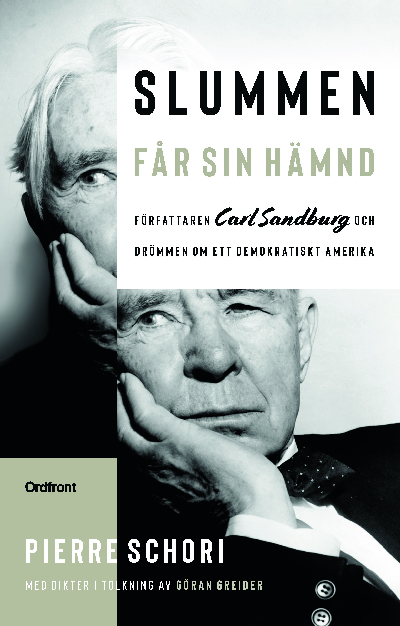 SLUMMEN
FÅR SIN HÄMND
FÖRFATTAREN Carl Sandburg OCH
DRÖMMEN OM ETT DEMOKRATISKT AMERIKA
Ordfront
PIERRE SCHORI
MED DIKTER I TOLKNING AV GÖRAN GREIDER